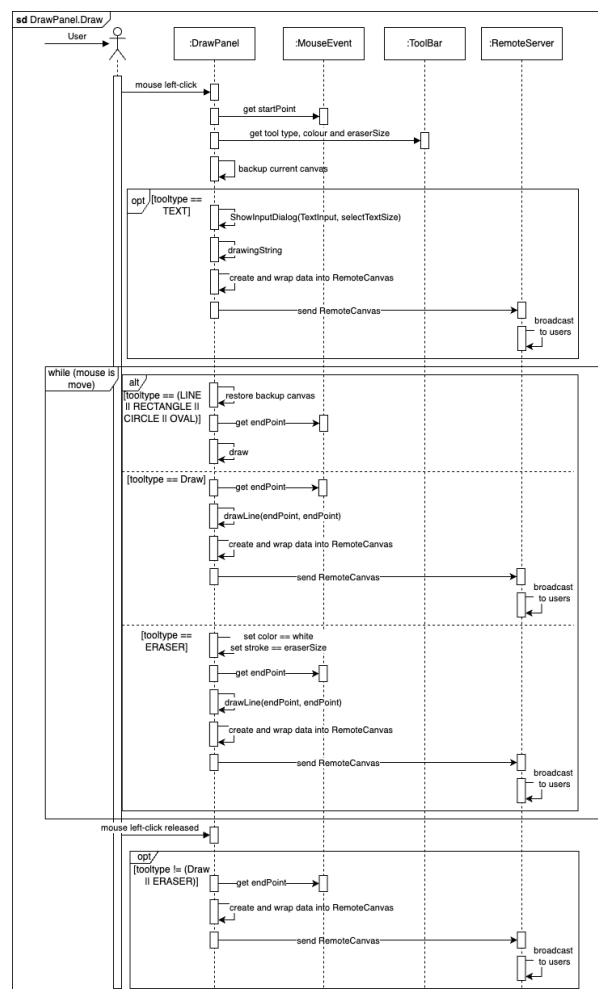 sd DrawPanel.Draw
User
:DrawPanel
:MouseEvent
:ToolBar
:RemoteServer
mouse left-click
get startPoint
get tool type, colour and eraserSize
backup current canvas
opt
[tooltype ==
TEXT]
ShowInputDialog(TextInput, selectTextSize)
drawingString
create and wrap data into RemoteCanvas
send RemoteCanvas
broadcast
to users
while (mouse is
move)
alt
[tooltype == (LINE
|| RECTANGLE ||
CIRCLE || OVAL)]
restore backup canvas
get endPoint
draw
[tooltype == Draw]
get endPoint
drawLine(endPoint, endPoint)
create and wrap data into RemoteCanvas
send RemoteCanvas
broadcast
to users
[tooltype ==
ERASER]
set color == white
set stroke == eraserSize
get endPoint
drawLine(endPoint, endPoint)
create and wrap data into RemoteCanvas
send RemoteCanvas
broadcast
to users
mouse left-click released
opt
[tooltype != (Draw
|| ERASER)]
get endPoint
create and wrap data into RemoteCanvas
send RemoteCanvas
broadcast
to users